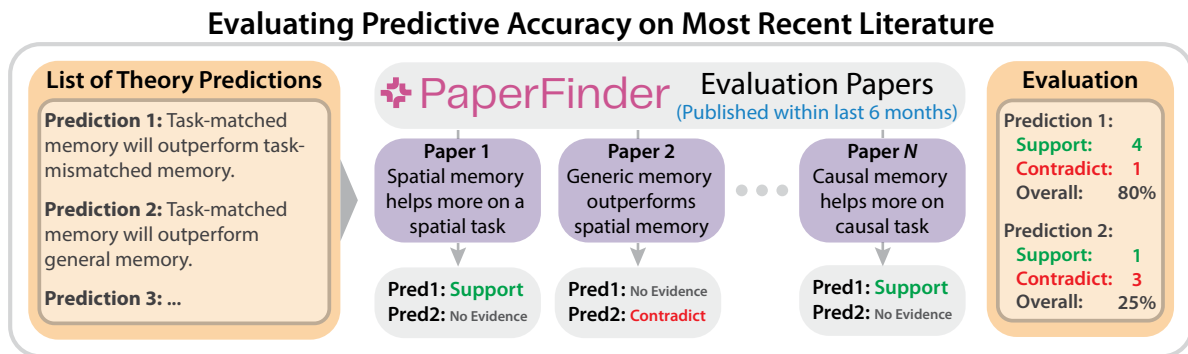 Evaluating Predictive Accuracy on Most Recent Literature
List of Theory Predictions
Prediction 1: Task-matched
memory will outperform task-
mismatched memory.
Prediction 2: Task-matched
memory will outperform
general memory.
Prediction 3: ...
PaperFinder
Evaluation Papers
(Published within last 6 months)
Paper 1
Spatial memory
helps more on a
spatial task
Pred1: Support
Pred2: No Evidence
Paper 2
Generic memory
outperforms
spatial memory
Pred1: No Evidence
Pred2: Contradict
Paper N
Causal memory
helps more on
causal task
Pred1: Support
Pred2: No Evidence
Evaluation
Prediction 1:
Support: 4
Contradict: 1
Overall: 80%
Prediction 2:
Support: 1
Contradict: 3
Overall: 25%